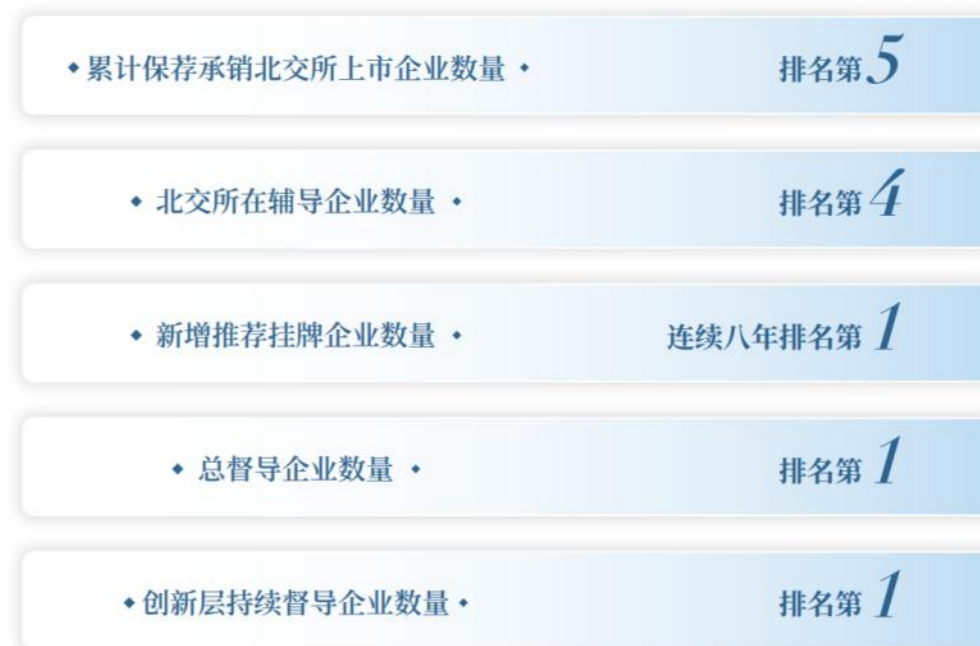 累计保荐承销北交所上市企业数量 排名第5
北交所在辅导企业数量 排名第4
新增推荐挂牌企业数量 连续八年排名第1
总督导企业数量 排名第1
创新层持续督导企业数量 排名第1